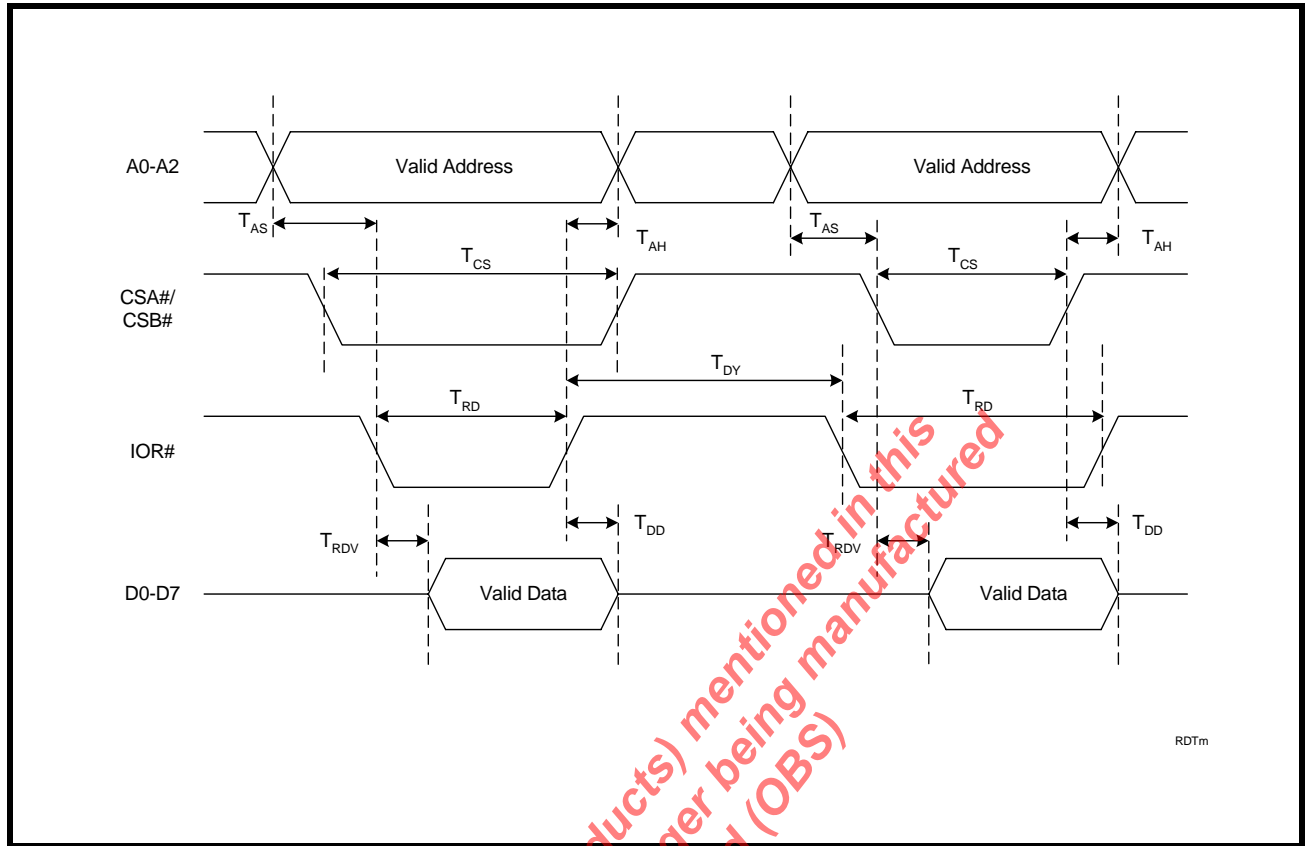 A0-A2
Valid Address
Valid Address
TAS
TAH
TAS
TAH
CSA#/
CSB#
TCS
TCS
TDY
IOR#
TRD
TRD
TRDV
TDD
TRDV
TDD
D0-D7
Valid Data
Valid Data
RDTm
ducts) mentioned in this
ger being manufactured
d (OBS)